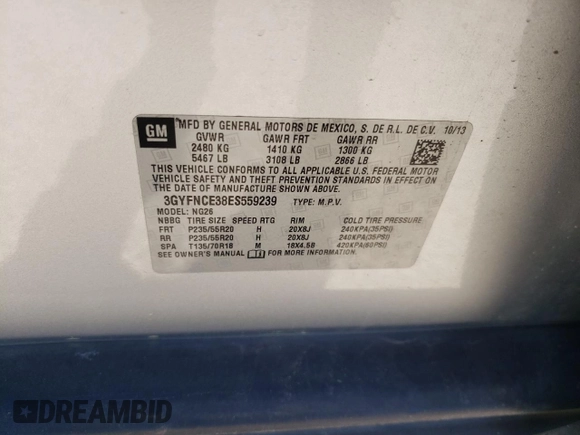 GM MFD BY GENERAL MOTORS DE MEXICO, S. DE R.L. DE C.V. 10/13
GVWR GAWR FRT GAWR RR
2480 KG 1410 KG 1300 KG
5467 LB 3108 LB 2866 LB
THIS VEHICLE CONFORMS TO ALL APPLICABLE U.S. FEDERAL MOTOR
VEHICLE SAFETY AND THEFT PREVENTION STANDARDS IN EFFECT ON
THE DATE OF MANUFACTURE SHOWN ABOVE.
3GYFNCE38ES559239 TYPE: M.P.V.
MODEL: NG26
NBBG TIRE SIZE SPEED RTG RIM COLD TIRE PRESSURE
FRT P235/55R20 H 20X8J 240KPA(35PSI)
RR P235/55R20 H 20X8J 240KPA(35PSI)
SPA T135/70R18 M 18X4.5B 420KPA(60PSI)
SEE OWNER'S MANUAL FOR MORE INFORMATION.
DREAMBID